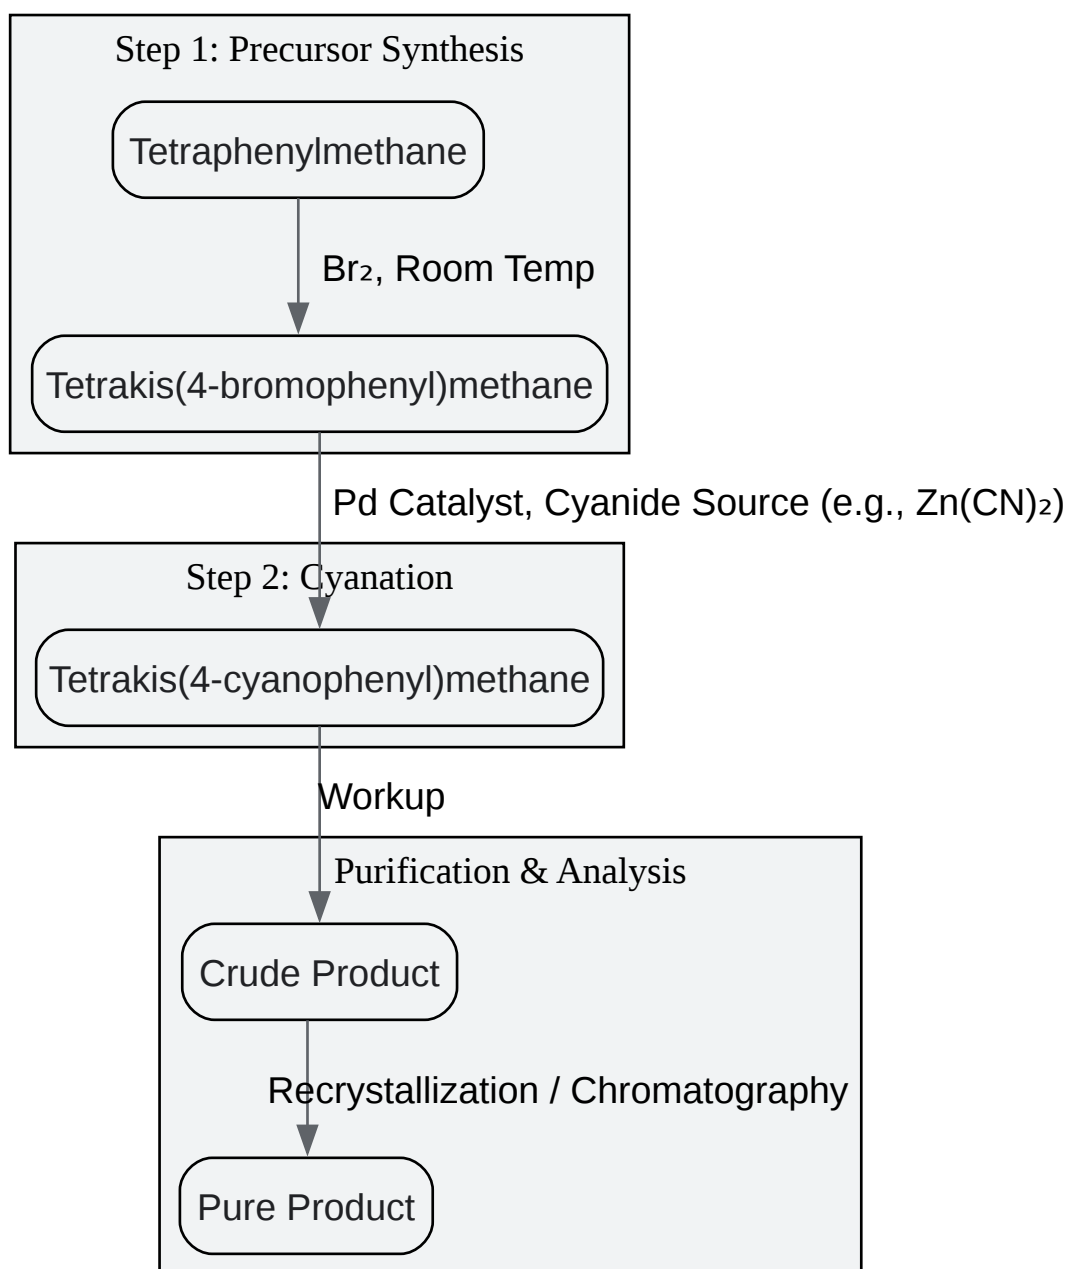 Step 1: Precursor Synthesis
Tetraphenylmethane
Br₂, Room Temp
Tetrakis(4-bromophenyl)methane
Pd Catalyst, Cyanide Source (e.g., Zn(CN)₂)
Step 2: Cyanation
Tetrakis(4-cyanophenyl)methane
Workup
Purification & Analysis
Crude Product
Recrystallization / Chromatography
Pure Product